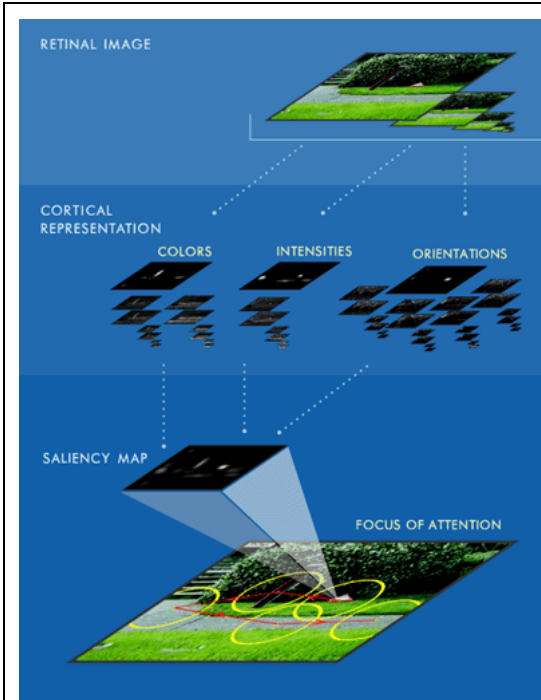 RETINAL IMAGE
CORTICAL
REPRESENTATION
COLORS
INTENSITIES
ORIENTATIONS
SALIENCY MAP
FOCUS OF ATTENTION